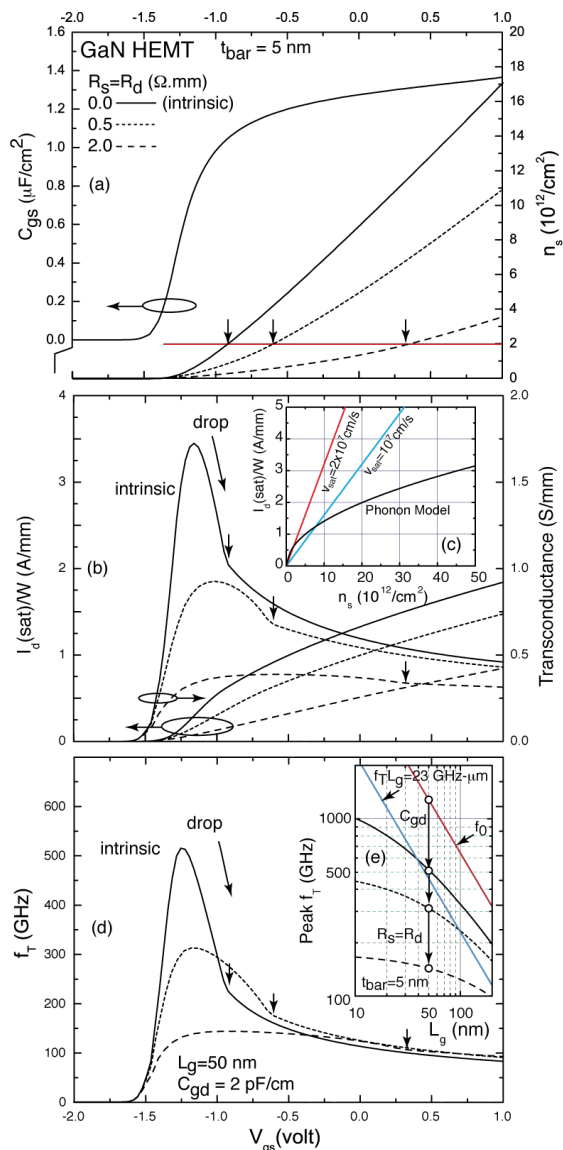 -2.0 -1.5 -1.0 -0.5 0.0 0.5 1.0
GaN HEMT t_bar = 5 nm
R_s=R_d (Ω.mm)
0.0 (intrinsic)
0.5
2.0
(a)
C_gs (μF/cm²)
1.6
1.4
1.2
1.0
0.8
0.6
0.4
0.2
0.0
n_s (10¹²/cm²)
20
18
16
14
12
10
8
6
4
2
0
drop
intrinsic
(b)
I_d(sat)/W (A/mm)
4
3
2
1
0
Transconductance (S/mm)
2.0
1.5
1.0
0.5
0.0
I_d(sat)/W (A/mm)
5
4
3
2
1
0
v_sat=2x10⁷cm/s
v_sat=10⁷cm/s
Phonon Model
(c)
0 10 20 30 40 50
n_s (10¹²/cm²)
drop
intrinsic
(d)
f_T (GHz)
600
500
400
300
200
100
0
L_g=50 nm
C_gd = 2 pF/cm
f_TL_g=23 GHz-μm
C_gd
f_0
(e)
R_s=R_d
t_bar=5 nm
Peak f_T (GHz)
1000
500
100
10 50 100
L_g (nm)
-2.0 -1.5 -1.0 -0.5 0.0 0.5 1.0
V_gs(volt)